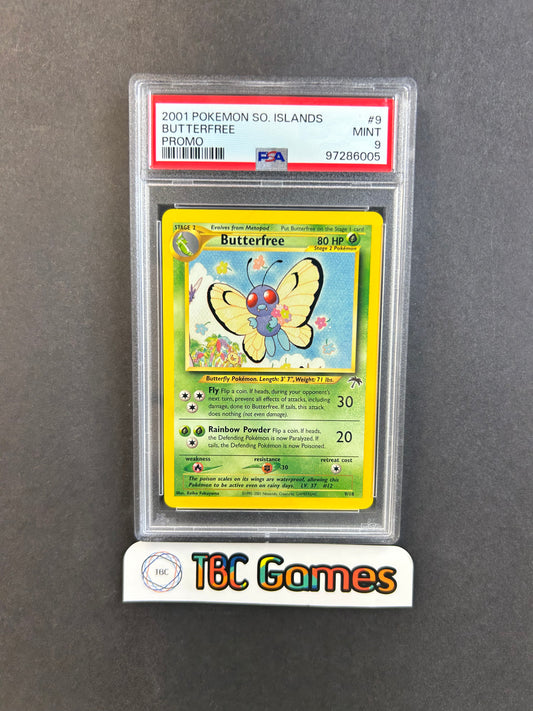 2001 POKEMON SO. ISLANDS #9
BUTTERFREE MINT
PROMO 9
PSA 97286005
STAGE 2 Evolves from Metapod Put Butterfree on the Stage 1 card
Butterfree 80 HP
Stage 2 Pokémon
Butterfly Pokémon. Length: 3' 7", Weight: 71 lbs.
Fly Flip a coin. If heads, during your opponent's
next turn, prevent all effects of attacks, including
damage, done to Butterfree. If tails, this attack
does nothing (not even damage). 30
Rainbow Powder Flip a coin. If heads,
the Defending Pokémon is now Paralyzed. If
tails, the Defending Pokémon is now Poisoned. 20
weakness resistance retreat cost
-30
The poison scales on its wings are waterproof, allowing this
Pokémon to be active even on rainy days. LV. 37 #12
Illus. Keiko Fukuyama 9/18
TBC TBC Games